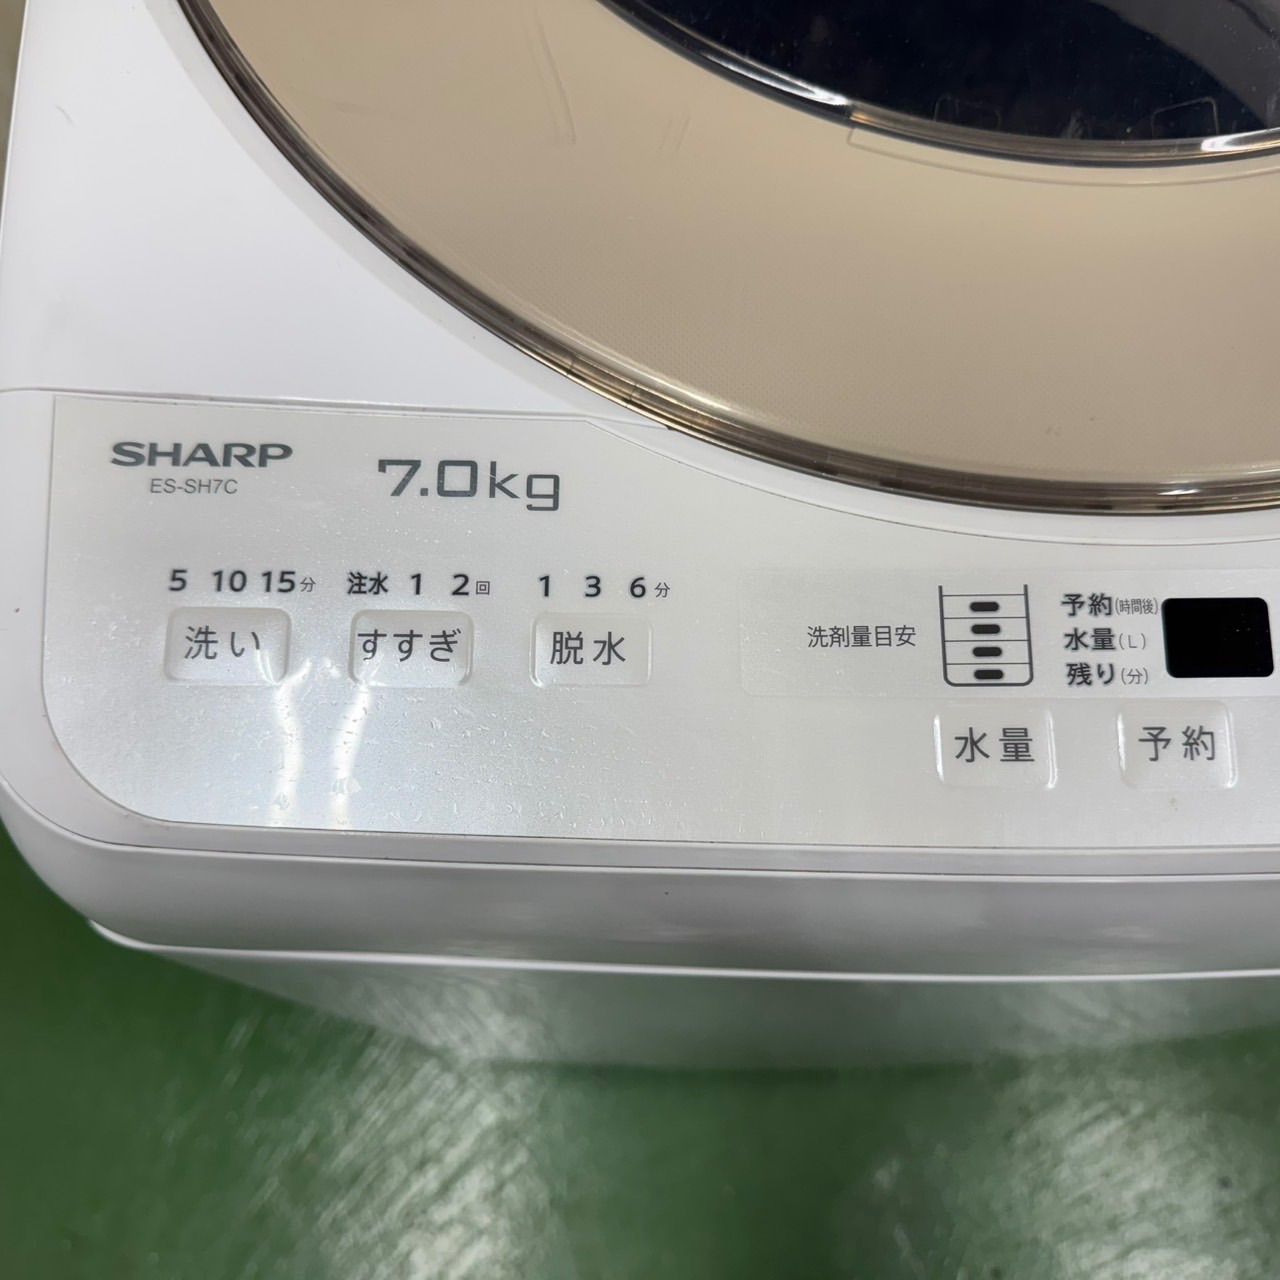 SHARP
ES-SH7C
7.0kg
5 10 15分
注水 1 2回
1 3 6分
洗い
すすぎ
脱水
洗剤量目安
予約(時間後)
水量(L)
残り(分)
水量
予約